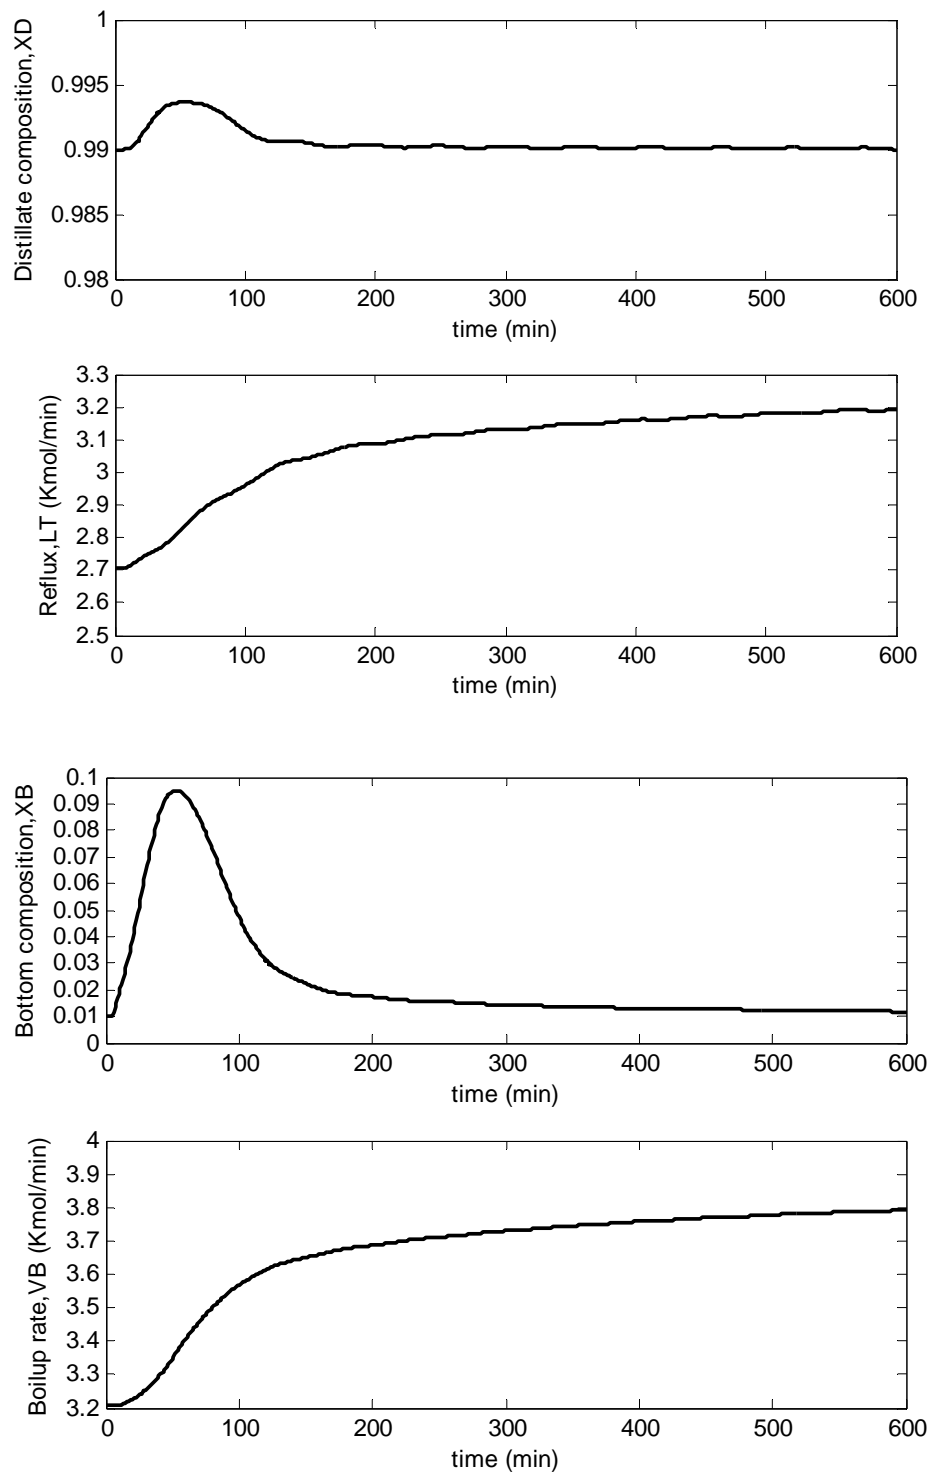 Distillate composition,XD
1
0.995
0.99
0.985
0.98
0 100 200 300 400 500 600
time (min)
Reflux,LT (Kmol/min)
3.3
3.2
3.1
3
2.9
2.8
2.7
2.6
2.5
0 100 200 300 400 500 600
time (min)
Bottom composition,XB
0.1
0.09
0.08
0.07
0.06
0.05
0.04
0.03
0.02
0.01
0
0 100 200 300 400 500 600
time (min)
Boilup rate,VB (Kmol/min)
4
3.9
3.8
3.7
3.6
3.5
3.4
3.3
3.2
0 100 200 300 400 500 600
time (min)